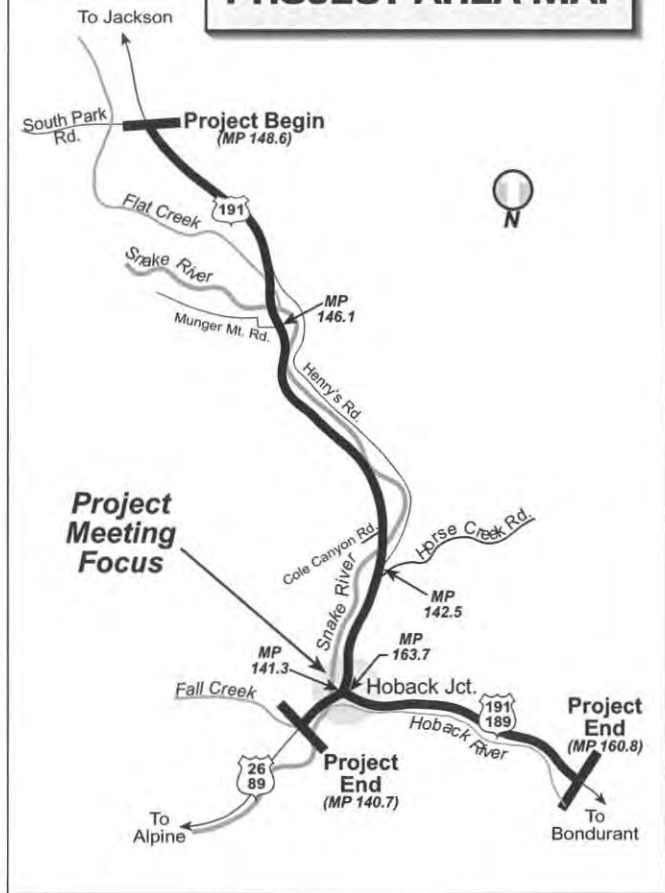 PROJECT AREA MAP
To Jackson
South Park
Rd.
Project Begin
(MP 148.6)
191
Flat Creek
N
Snake River
MP
146.1
Munger Mt. Rd.
Henry's Rd.
Project
Meeting
Focus
Cole Canyon Rd.
Horse Creek Rd.
Snake River
MP
142.5
MP
141.3
MP
163.7
Fall Creek
Hoback Jct.
191
189
Hoback River
Project
End
(MP 160.8)
26
89
Project
End
(MP 140.7)
To
Alpine
To
Bondurant